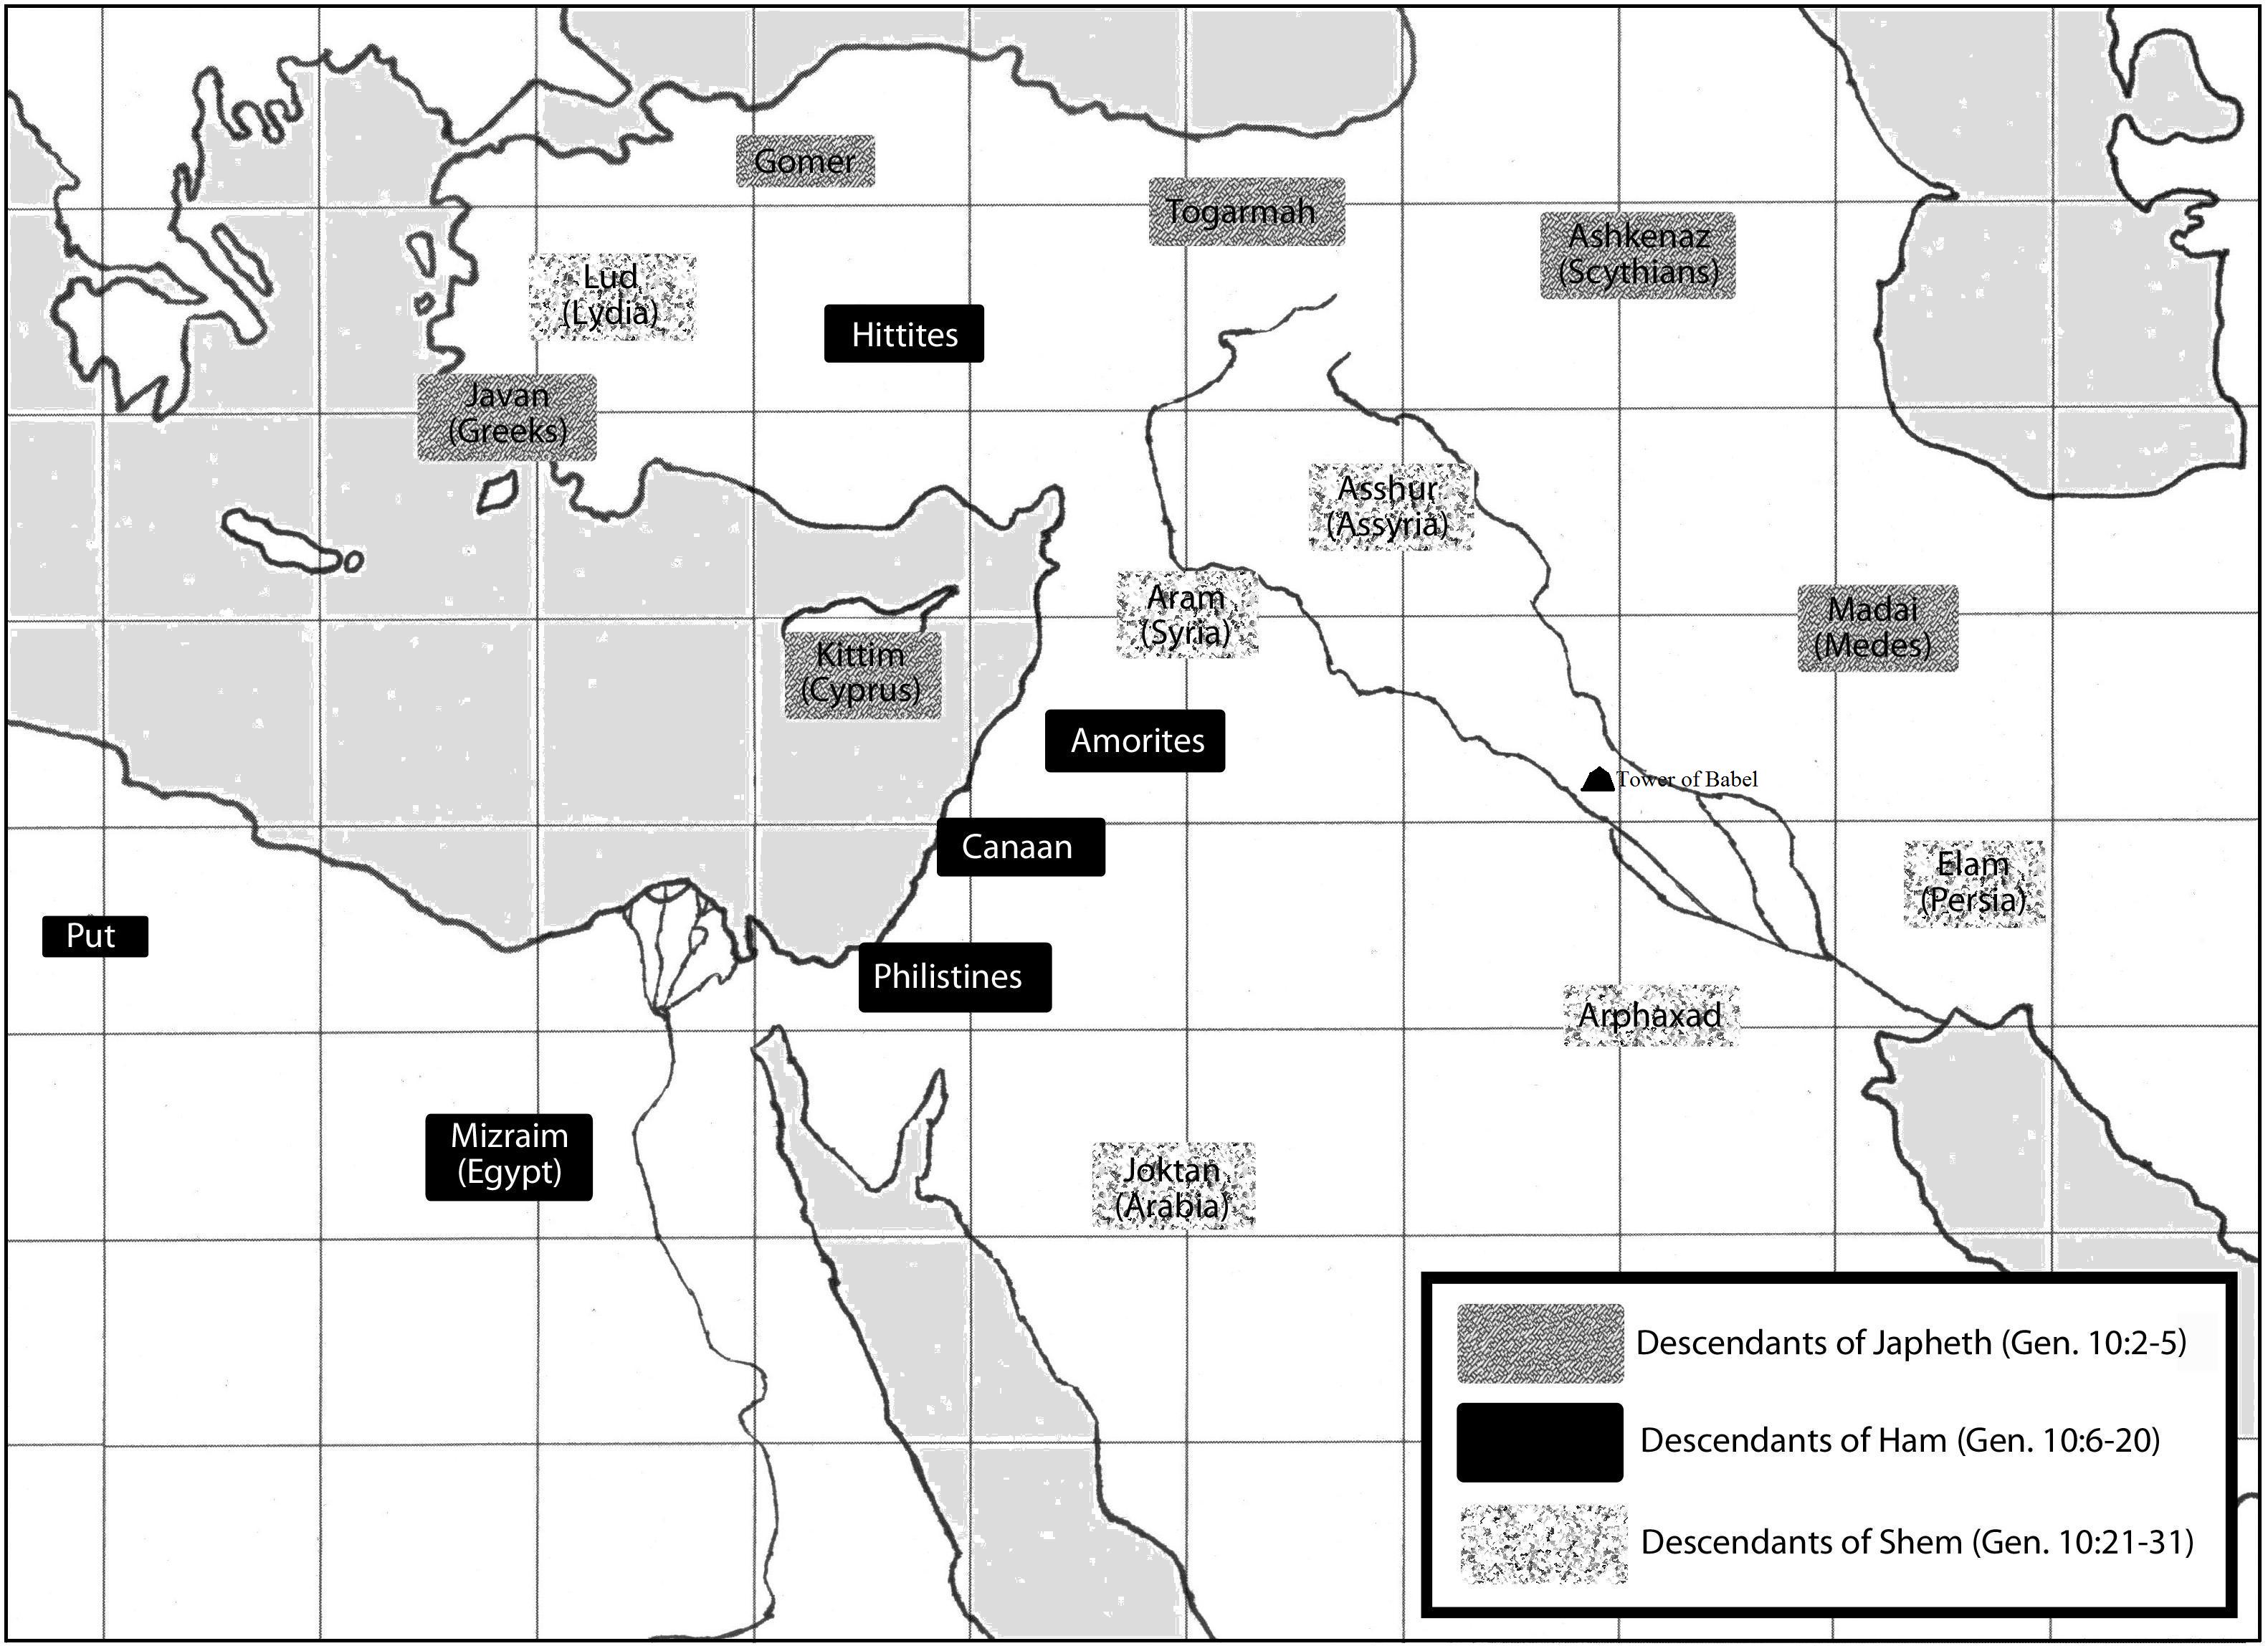 Gomer
Togarmah
Ashkenaz
(Scythians)
Lud
(Lydia)
Hittites
Javan
(Greeks)
Asshur
(Assyria)
Aram
(Syria)
Madai
(Medes)
Kittim
(Cyprus)
Amorites
Tower of Babel
Canaan
Elam
(Persia)
Put
Philistines
Arphaxad
Mizraim
(Egypt)
Joktan
(Arabia)
Descendants of Japheth (Gen. 10:2-5)
Descendants of Ham (Gen. 10:6-20)
Descendants of Shem (Gen. 10:21-31)